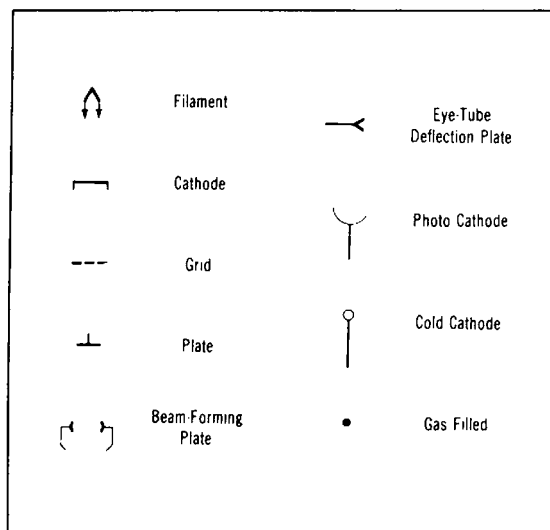 Filament
Cathode
Grid
Plate
Beam-Forming
Plate
Eye-Tube
Deflection Plate
Photo Cathode
Cold Cathode
Gas Filled